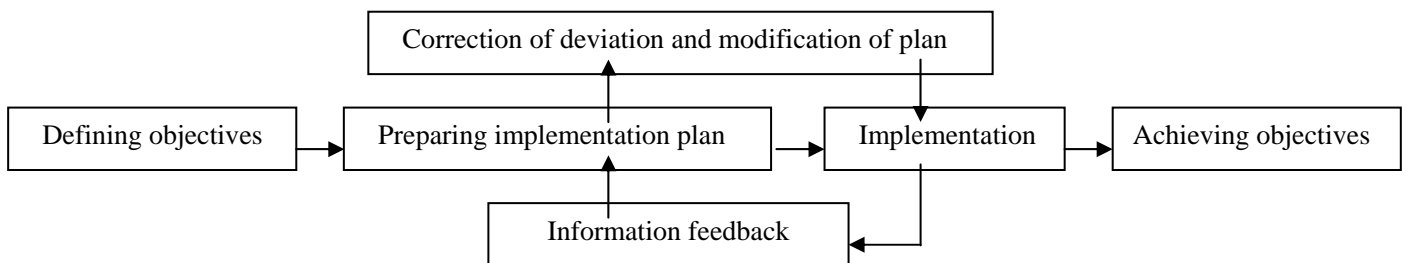 Correction of deviation and modification of plan
Defining objectives
Preparing implementation plan
Implementation
Achieving objectives
Information feedback